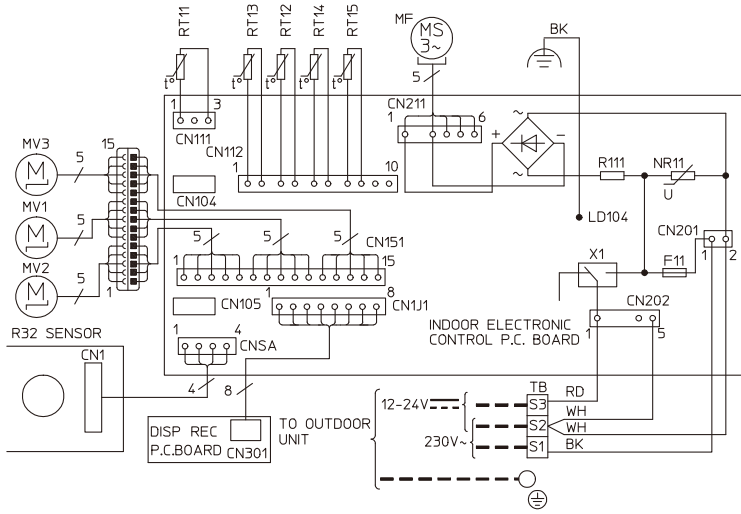 RT11
RT13
RT12
RT14
RT15
MF
MS
3~
BK
t°
t°
t°
t°
t°
5
1
3
CN111
CN211
1
6
~
+
−
~
MV3
15
5
M
CN112
1
10
R111
NR11
U
CN104
LD104
MV1
5
M
CN201
1
2
5
5
5
CN151
1
15
MV2
5
M
1
X1
F11
CN105
1
8
CN1J1
CN202
1
5
R32 SENSOR
CN1
1
4
CNSA
INDOOR ELECTRONIC
CONTROL P.C. BOARD
4
8
DISP REC
P.C.BOARD
CN301
TO OUTDOOR
UNIT
12-24V
230V~
TB
S3
S2
S1
RD
WH
WH
BK